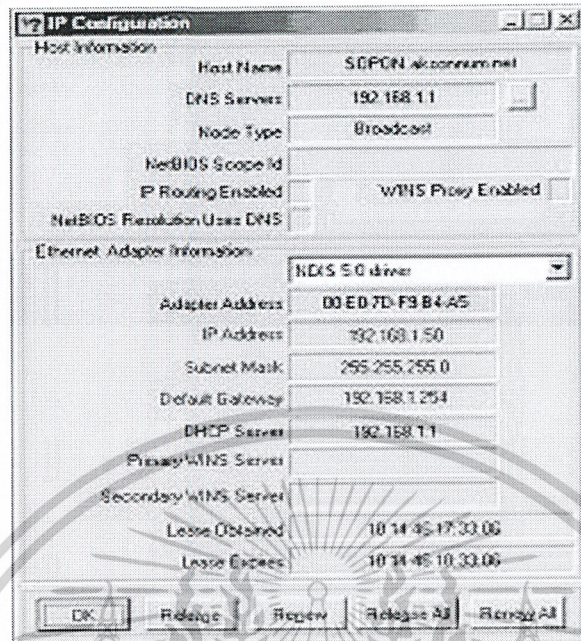 IP Configuration
Host Information
Host Name
DNS Servers 192.168.1.1 ...
Node Type Broadcast
NetBIOS Scope Id
IP Routing Enabled WINS Proxy Enabled
NetBIOS Resolution Uses DNS
Ethernet Adapter Information
NDIS 5.0 driver
Adapter Address 00-E0-7D-F9-B4-A5
IP Address 192.168.1.50
Subnet Mask 255.255.255.0
Default Gateway 192.168.1.254
DHCP Server 192.168.1.1
Primary WINS Server
Secondary WINS Server
Lease Obtained
Lease Expires
OK Release Renew Release All Renew All